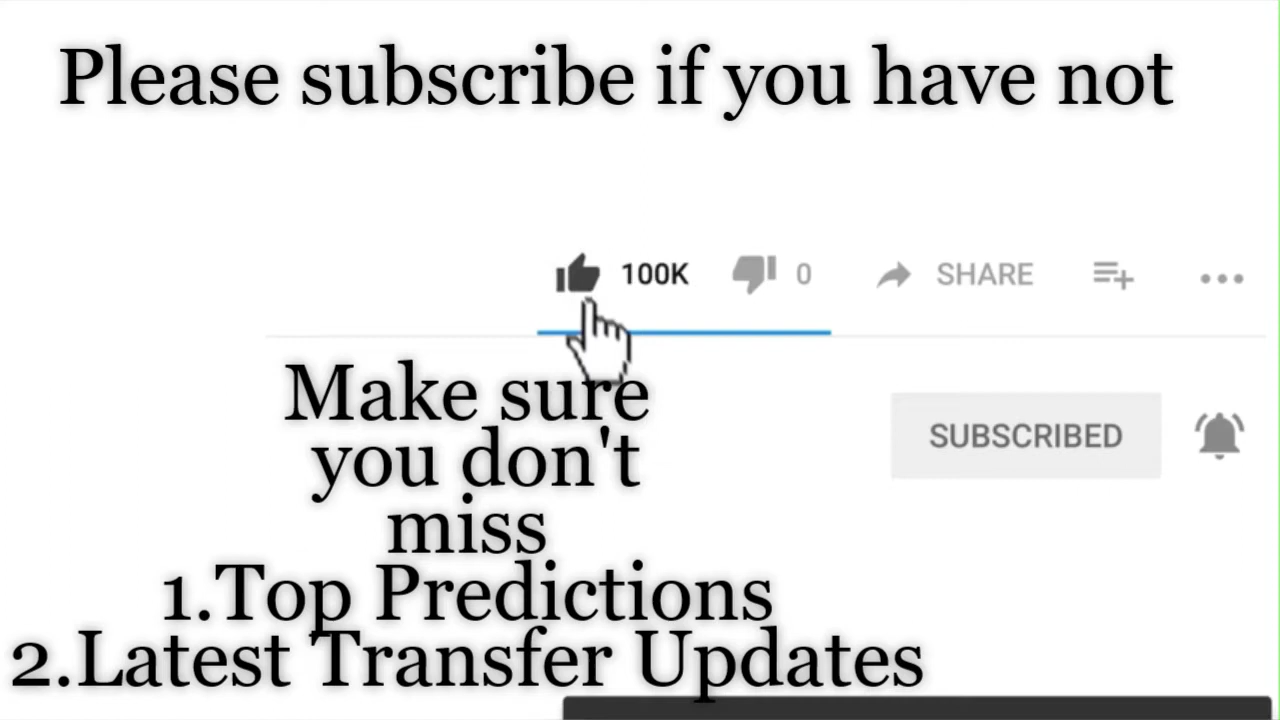 Please subscribe if you have not
100K 0 SHARE
Make sure
you don't
miss
SUBSCRIBED
1.Top Predictions
2.Latest Transfer Updates